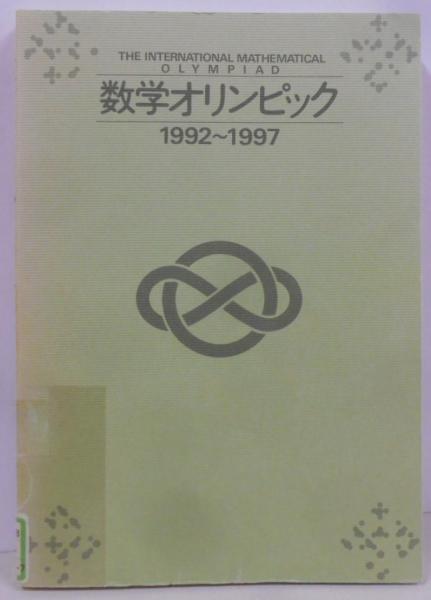 THE INTERNATIONAL MATHEMATICAL
OLYMPIAD
数学オリンピック
1992~1997